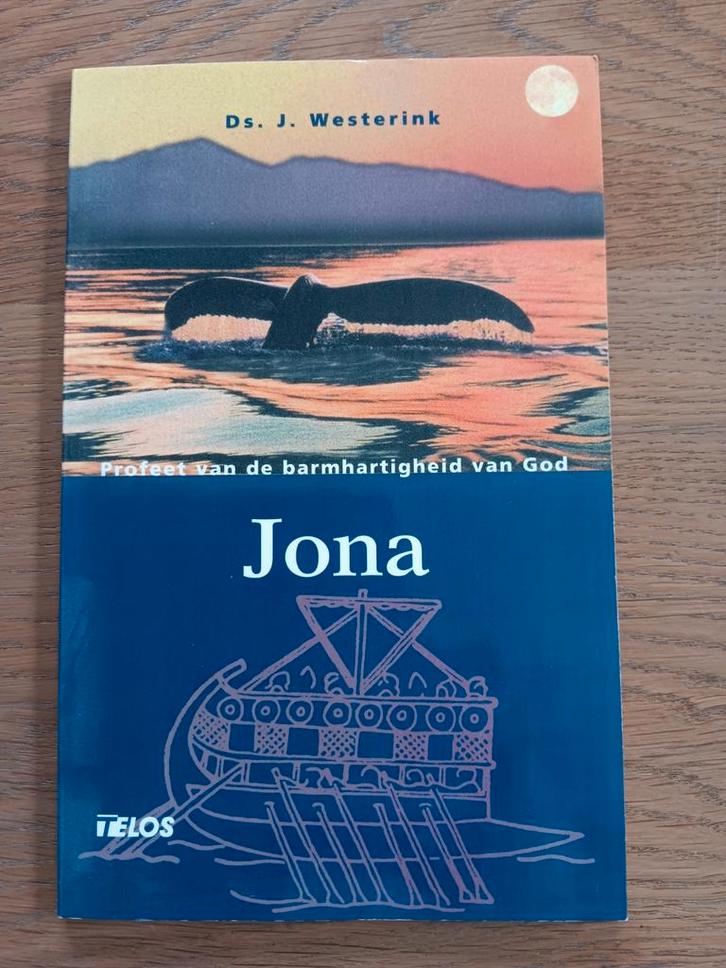 Ds. J. Westerink
Profeet van de barmhartigheid van God
Jona
TELOS